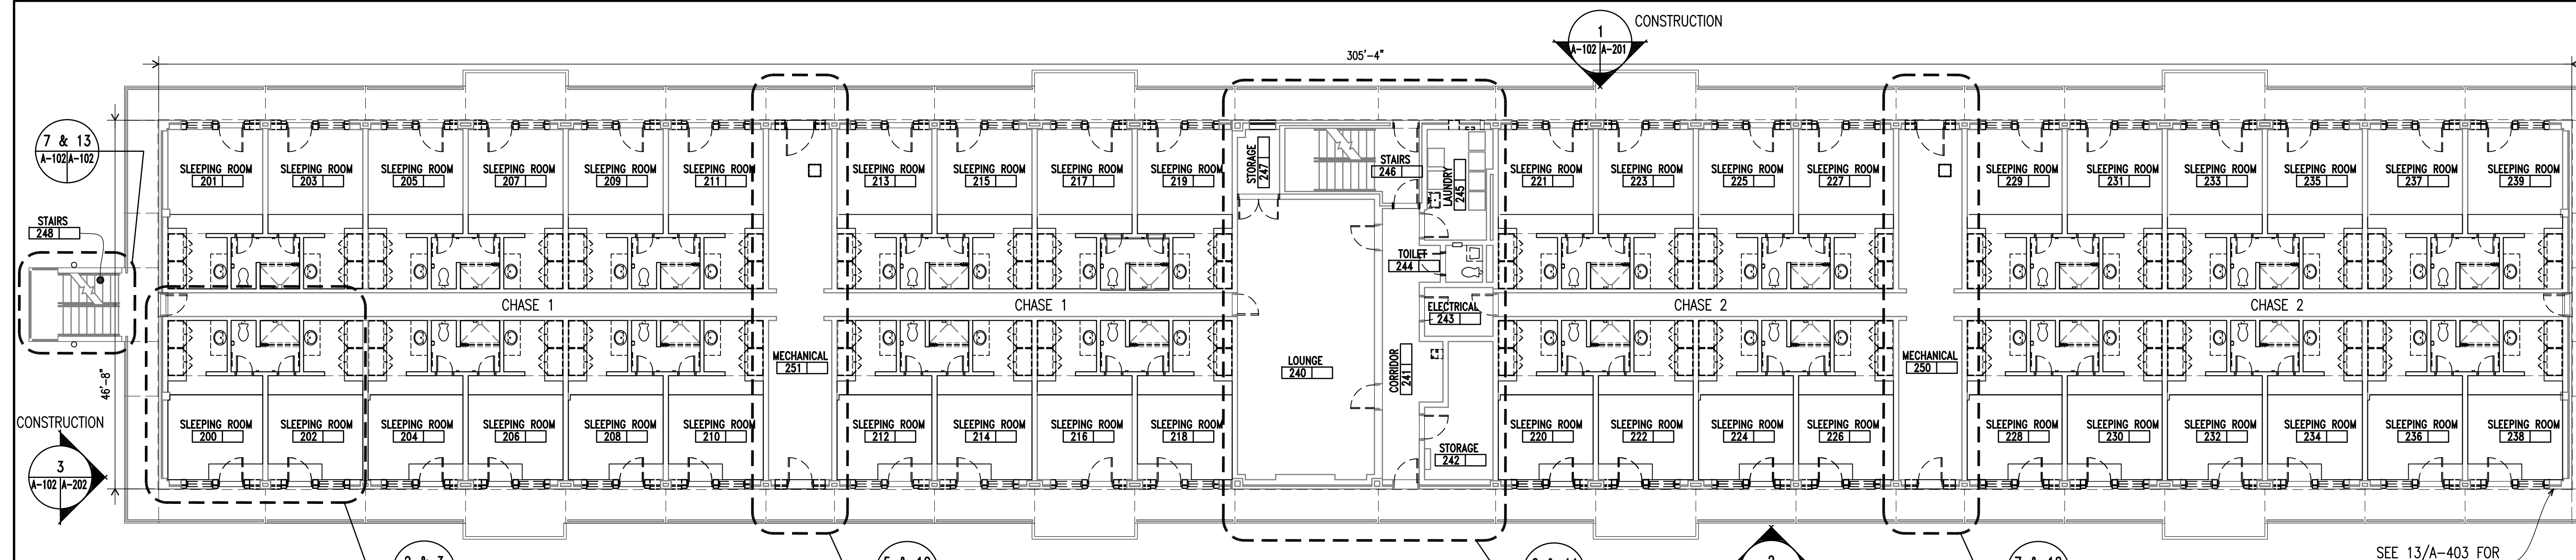 1
CONSTRUCTION
A-102 A-201
305'-4"
7 & 13
A-102 A-102
STAIRS
248
46'-8"
CONSTRUCTION
3
A-102 A-202
SLEEPING ROOM
201
SLEEPING ROOM
203
SLEEPING ROOM
205
SLEEPING ROOM
207
SLEEPING ROOM
209
SLEEPING ROOM
211
SLEEPING ROOM
213
SLEEPING ROOM
215
SLEEPING ROOM
217
SLEEPING ROOM
219
STORAGE
247
STAIRS
246
LAUNDRY
245
SLEEPING ROOM
221
SLEEPING ROOM
223
SLEEPING ROOM
225
SLEEPING ROOM
227
SLEEPING ROOM
229
SLEEPING ROOM
231
SLEEPING ROOM
233
SLEEPING ROOM
235
SLEEPING ROOM
237
SLEEPING ROOM
239
TOILET
244
CHASE 1
CHASE 1
ELECTRICAL
243
CHASE 2
CHASE 2
MECHANICAL
251
LOUNGE
240
CORRIDOR
241
MECHANICAL
250
SLEEPING ROOM
200
SLEEPING ROOM
202
SLEEPING ROOM
204
SLEEPING ROOM
206
SLEEPING ROOM
208
SLEEPING ROOM
210
SLEEPING ROOM
212
SLEEPING ROOM
214
SLEEPING ROOM
216
SLEEPING ROOM
218
STORAGE
242
SLEEPING ROOM
220
SLEEPING ROOM
222
SLEEPING ROOM
224
SLEEPING ROOM
226
SLEEPING ROOM
228
SLEEPING ROOM
230
SLEEPING ROOM
232
SLEEPING ROOM
234
SLEEPING ROOM
236
SLEEPING ROOM
238
SEE 13/A-403 FOR